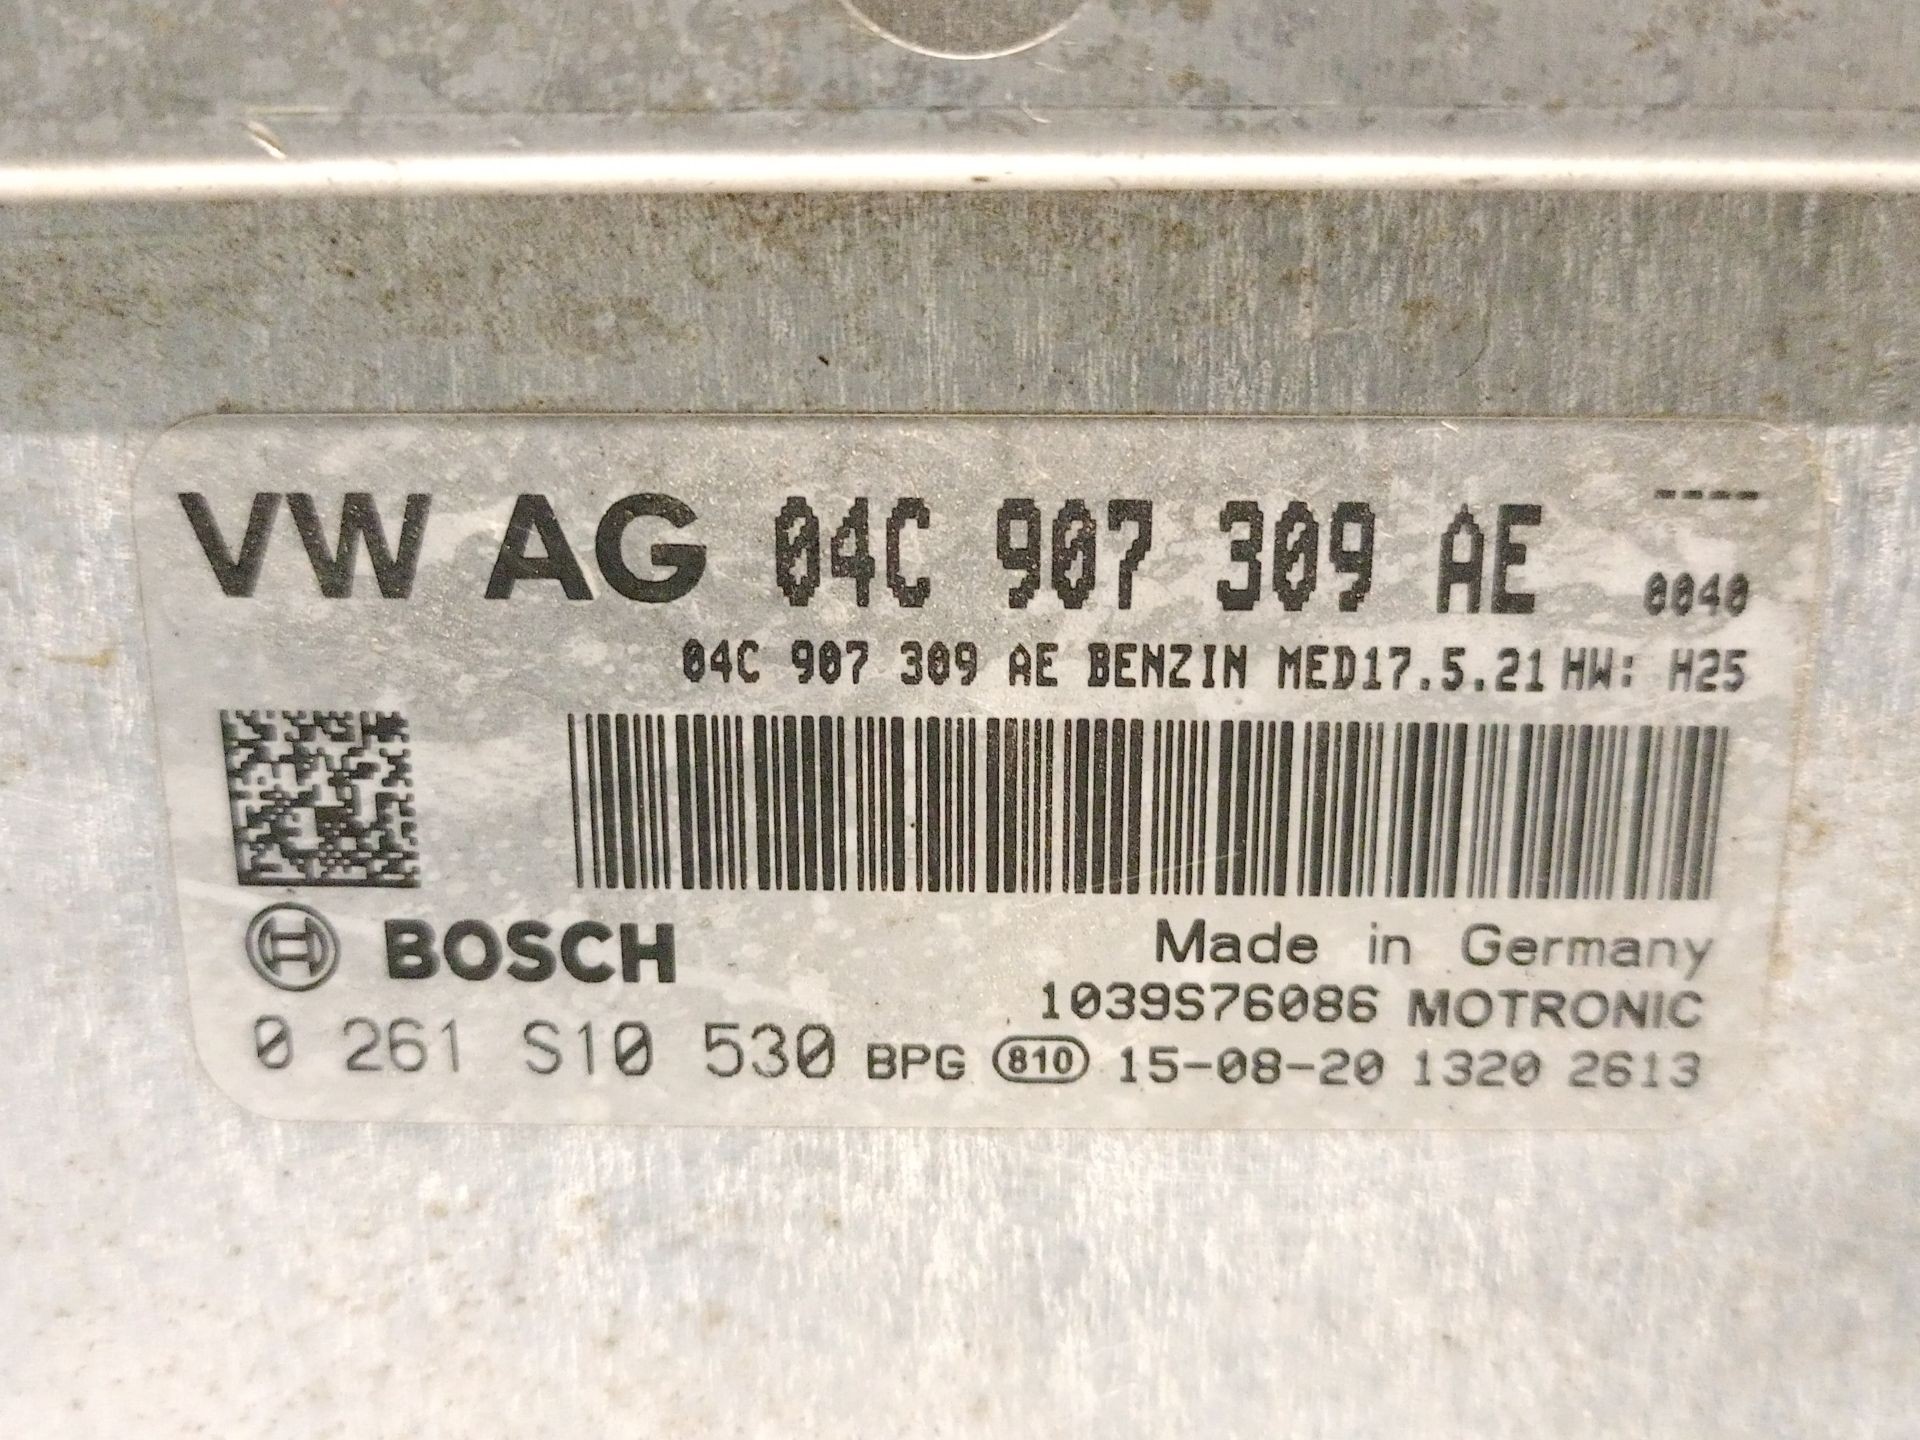 VW AG 04C 907 309 AE ----
0040
04C 907 309 AE BENZIN MED17.5.21 HW: H25
BOSCH Made in Germany
1039S76086 MOTRONIC
0 261 S10 530 BPG 810 15-08-20 1320 2613